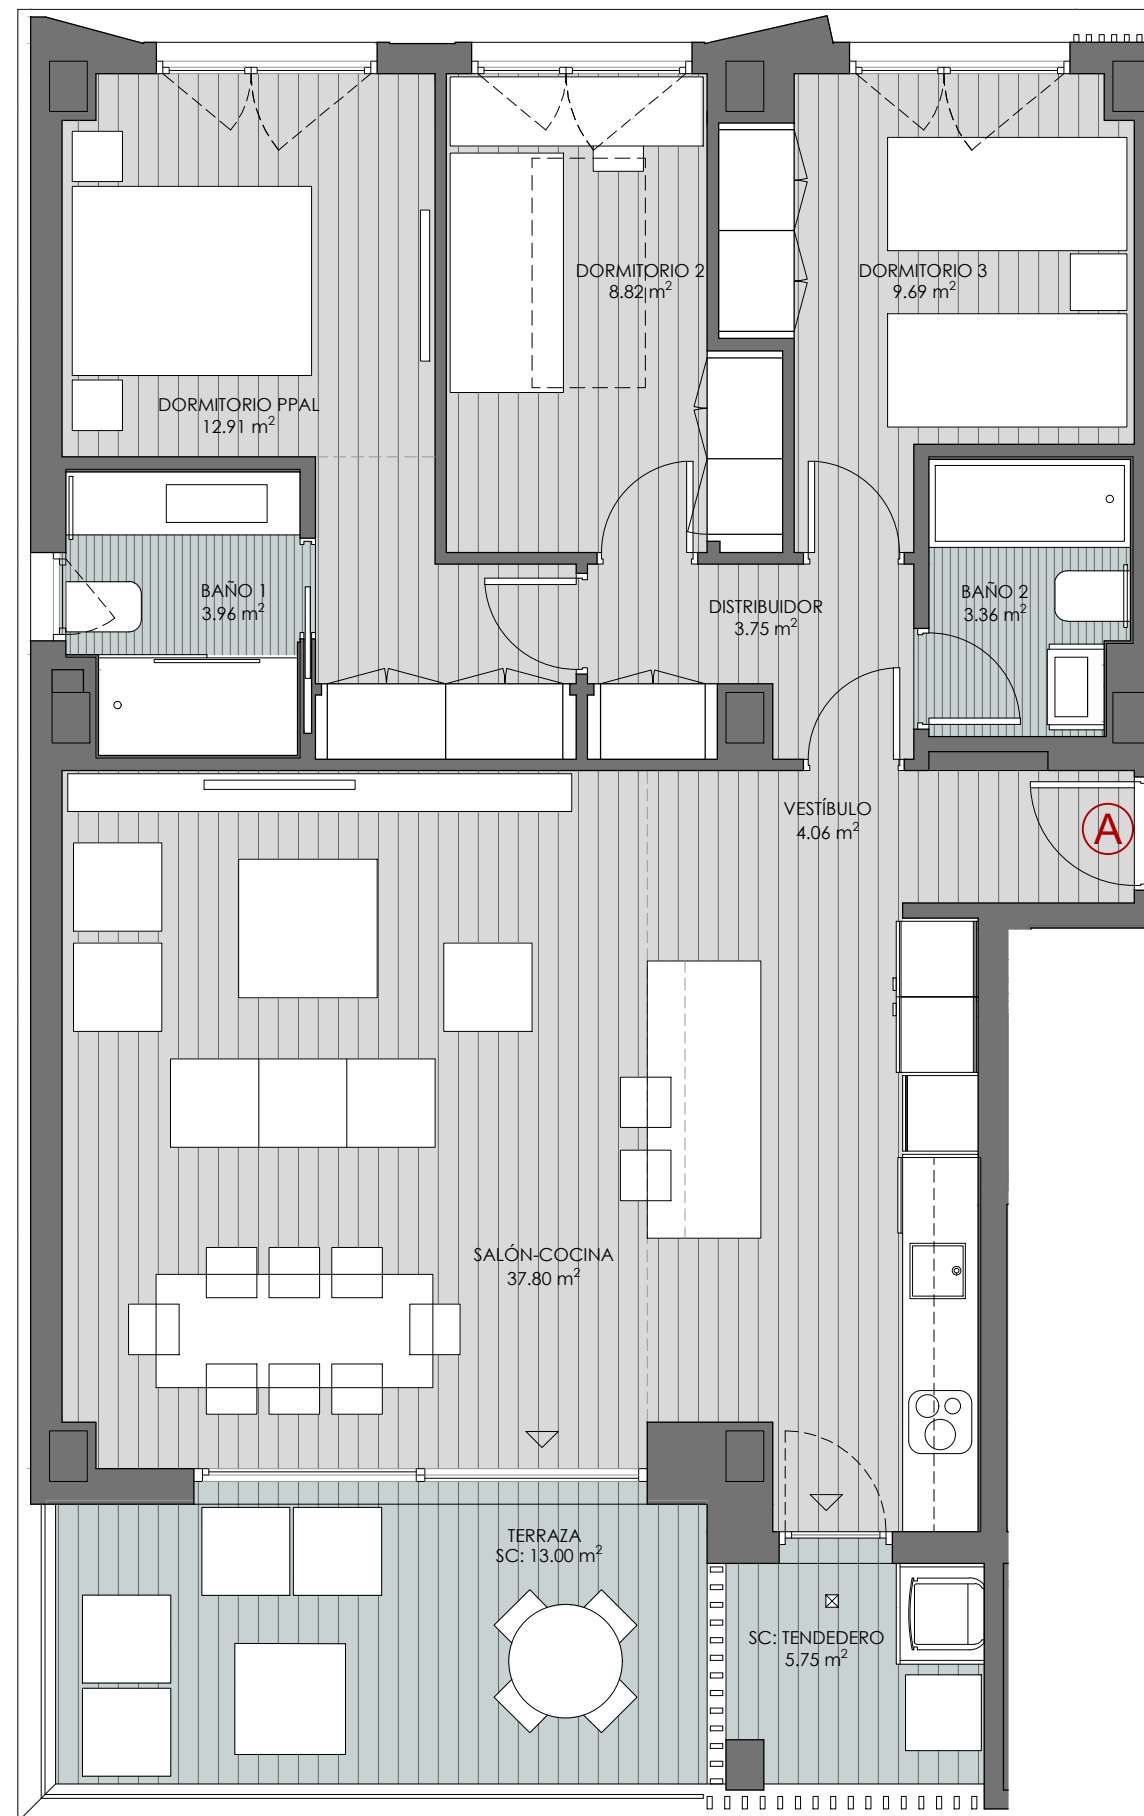 DORMITORIO 2
8.82 m²
DORMITORIO 3
9.69 m²
DORMITORIO PPAL
12.91 m²
BAÑO 1
3.96 m²
DISTRIBUIDOR
3.75 m²
BAÑO 2
3.36 m²
VESTÍBULO
4.06 m²
A
SALÓN-COCINA
37.80 m²
TERRAZA
SC: 13.00 m²
SC: TENDEDERO
5.75 m²